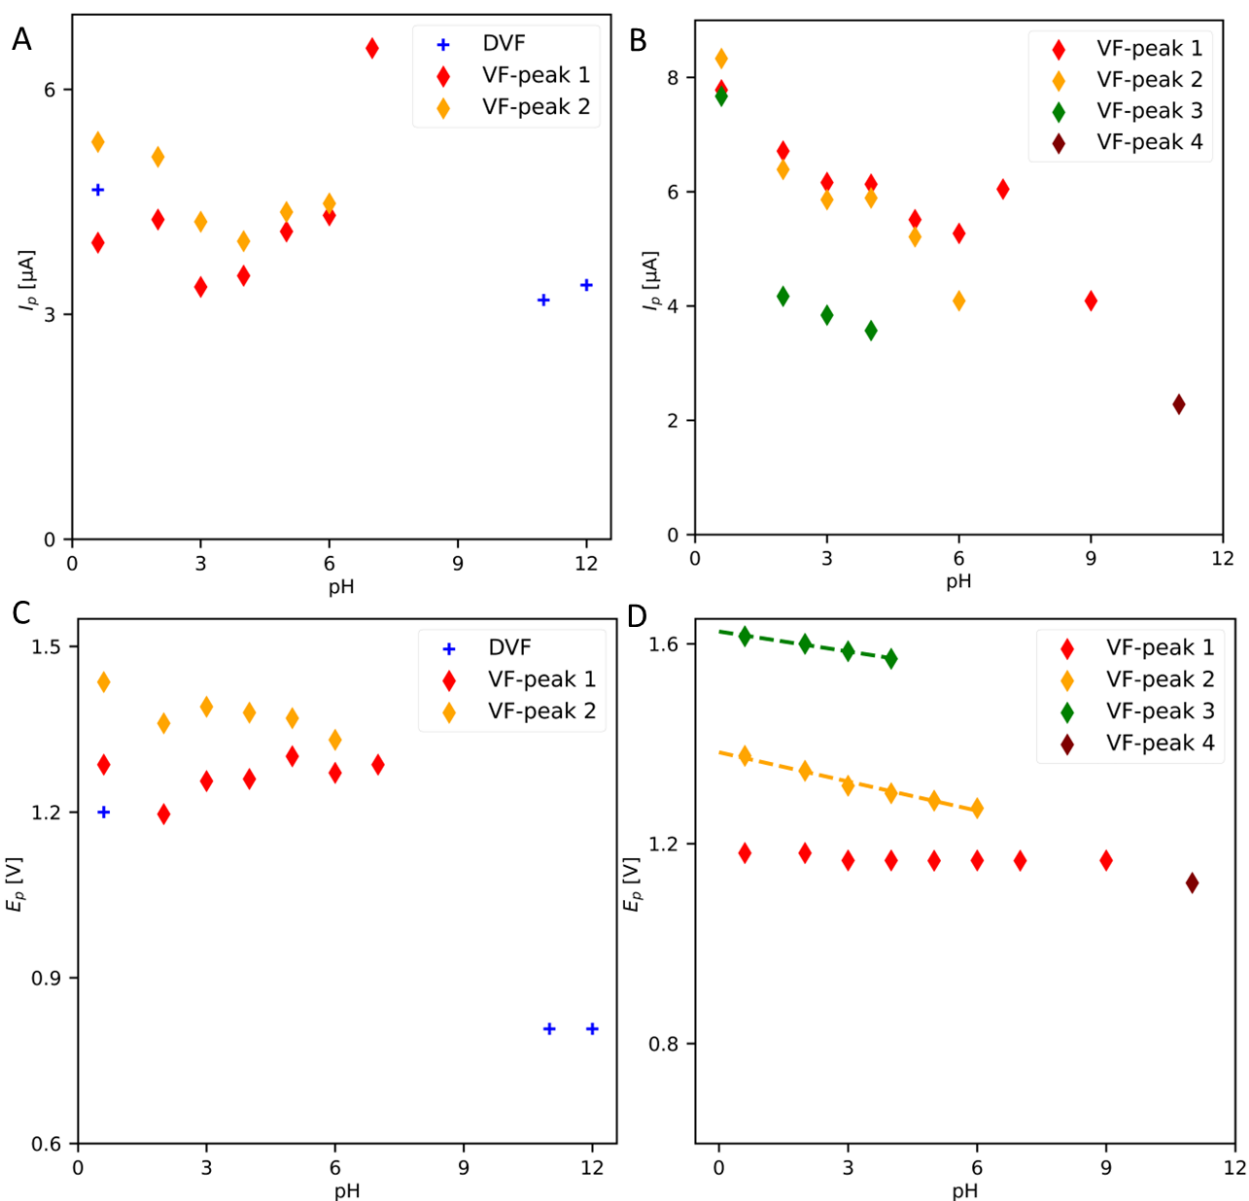 A
DVF
VF-peak 1
VF-peak 2
6
3
0
Iₚ [µA]
0 3 6 9 12
pH
B
VF-peak 1
VF-peak 2
VF-peak 3
VF-peak 4
8
6
4
2
0
Iₚ [µA]
0 3 6 9 12
pH
C
DVF
VF-peak 1
VF-peak 2
1.5
1.2
0.9
0.6
Eₚ [V]
0 3 6 9 12
pH
D
VF-peak 1
VF-peak 2
VF-peak 3
VF-peak 4
1.6
1.2
0.8
Eₚ [V]
0 3 6 9 12
pH